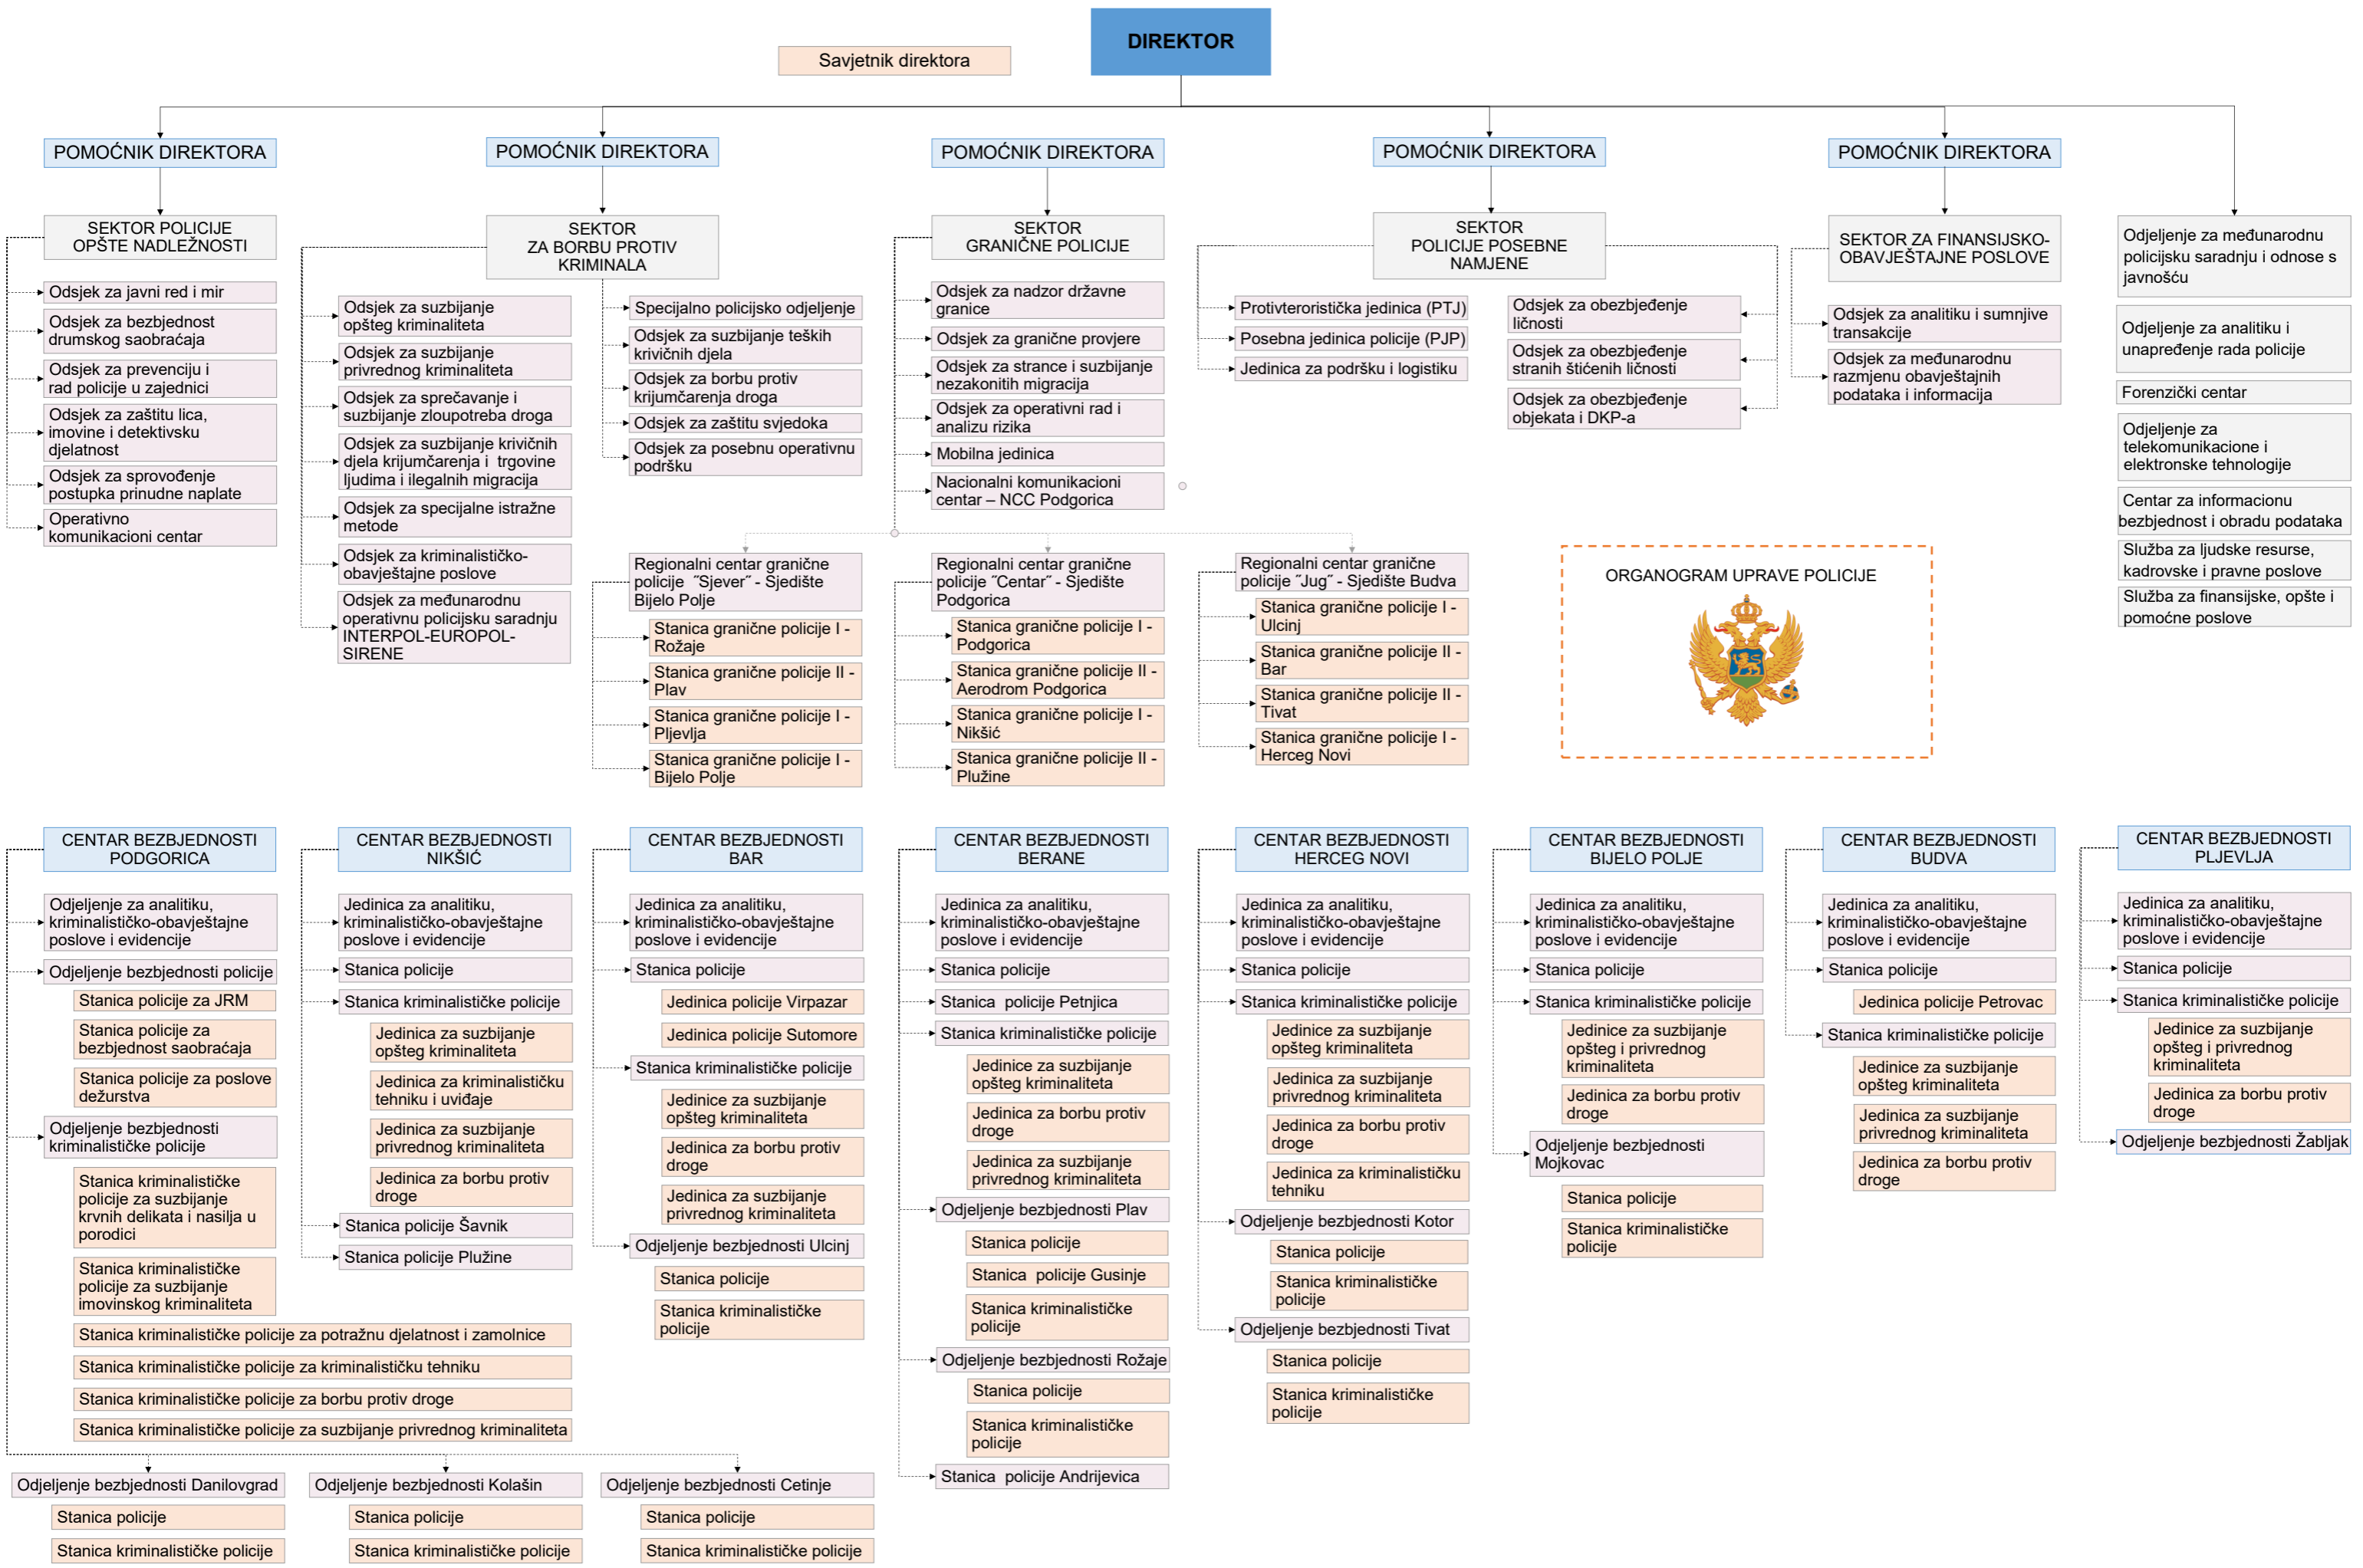 DIREKTOR
Savjetnik direktora
POMOĆNIK DIREKTORA
POMOĆNIK DIREKTORA
POMOĆNIK DIREKTORA
POMOĆNIK DIREKTORA
POMOĆNIK DIREKTORA
SEKTOR POLICIJE
OPŠTE NADLEŽNOSTI
Odsjek za javni red i mir
Odsjek za bezbjednost
drumskog saobraćaja
Odsjek za prevenciju i
rad policije u zajednici
Odsjek za zaštitu lica,
imovine i detektivsku
djelatnost
Odsjek za sprovođenje
postupka prinudne naplate
Operativno
komunikacioni centar
SEKTOR
ZA BORBU PROTIV
KRIMINALA
Odsjek za suzbijanje
opšteg kriminaliteta
Odsjek za suzbijanje
privrednog kriminaliteta
Odsjek za sprečavanje i
suzbijanje zloupotreba droga
Odsjek za suzbijanje krivičnih
djela krijumčarenja i  trgovine
ljudima i ilegalnih migracija
Odsjek za specijalne istražne
metode
Odsjek za kriminalističko-
obavještajne poslove
Odsjek za međunarodnu
operativnu policijsku saradnju
INTERPOL-EUROPOL-
SIRENE
Specijalno policijsko odjeljenje
Odsjek za suzbijanje teških
krivičnih djela
Odsjek za borbu protiv
krijumčarenja droga
Odsjek za zaštitu svjedoka
Odsjek za posebnu operativnu
podršku
SEKTOR
GRANIČNE POLICIJE
Odsjek za nadzor državne
granice
Odsjek za granične provjere
Odsjek za strance i suzbijanje
nezakonitih migracija
Odsjek za operativni rad i
analizu rizika
Mobilna jedinica
Nacionalni komunikacioni
centar – NCC Podgorica
Regionalni centar granične
policije  ˝Sjever˝ - Sjedište
Bijelo Polje
Stanica granične policije I -
Rožaje
Stanica granične policije II -
Plav
Stanica granične policije I -
Pljevlja
Stanica granične policije I -
Bijelo Polje
Regionalni centar granične
policije ˝Centar˝ - Sjedište
Podgorica
Stanica granične policije I -
Podgorica
Stanica granične policije II -
Aerodrom Podgorica
Stanica granične policije I -
Nikšić
Stanica granične policije II -
Plužine
Regionalni centar granične
policije ˝Jug˝ - Sjedište Budva
Stanica granične policije I -
Ulcinj
Stanica granične policije II -
Bar
Stanica granične policije II -
Tivat
Stanica granične policije I -
Herceg Novi
SEKTOR
POLICIJE POSEBNE
NAMJENE
Protivteroristička jedinica (PTJ)
Posebna jedinica policije (PJP)
Jedinica za podršku i logistiku
Odsjek za obezbjeđenje
ličnosti
Odsjek za obezbjeđenje
stranih štićenih ličnosti
Odsjek za obezbjeđenje
objekata i DKP-a
SEKTOR ZA FINANSIJSKO-
OBAVJEŠTAJNE POSLOVE
Odsjek za analitiku i sumnjive
transakcije
Odsjek za međunarodnu
razmjenu obavještajnih
podataka i informacija
Odjeljenje za međunarodnu
policijsku saradnju i odnose s
javnošću
Odjeljenje za analitiku i
unapređenje rada policije
Forenzički centar
Odjeljenje za
telekomunikacione i
elektronske tehnologije
Centar za informacionu
bezbjednost i obradu podataka
Služba za ljudske resurse,
kadrovske i pravne poslove
Služba za finansijske, opšte i
pomoćne poslove
ORGANOGRAM UPRAVE POLICIJE
CENTAR BEZBJEDNOSTI
PODGORICA
Odjeljenje za analitiku,
kriminalističko-obavještajne
poslove i evidencije
Odjeljenje bezbjednosti policije
Stanica policije za JRM
Stanica policije za
bezbjednost saobraćaja
Stanica policije za poslove
dežurstva
Odjeljenje bezbjednosti
kriminalističke policije
Stanica kriminalističke
policije za suzbijanje
krvnih delikata i nasilja u
porodici
Stanica kriminalističke
policije za suzbijanje
imovinskog kriminaliteta
Stanica kriminalističke policije za potražnu djelatnost i zamolnice
Stanica kriminalističke policije za kriminalističku tehniku
Stanica kriminalističke policije za borbu protiv droge
Stanica kriminalističke policije za suzbijanje privrednog kriminaliteta
Odjeljenje bezbjednosti Danilovgrad
Stanica policije
Stanica kriminalističke policije
Odjeljenje bezbjednosti Kolašin
Stanica policije
Stanica kriminalističke policije
Odjeljenje bezbjednosti Cetinje
Stanica policije
Stanica kriminalističke policije
CENTAR BEZBJEDNOSTI
NIKŠIĆ
Jedinica za analitiku,
kriminalističko-obavještajne
poslove i evidencije
Stanica policije
Stanica kriminalističke policije
Jedinica za suzbijanje
opšteg kriminaliteta
Jedinica za kriminalističku
tehniku i uviđaje
Jedinica za suzbijanje
privrednog kriminaliteta
Jedinica za borbu protiv
droge
Stanica policije Šavnik
Stanica policije Plužine
CENTAR BEZBJEDNOSTI
BAR
Jedinica za analitiku,
kriminalističko-obavještajne
poslove i evidencije
Stanica policije
Jedinica policije Virpazar
Jedinica policije Sutomore
Stanica kriminalističke policije
Jedinice za suzbijanje
opšteg kriminaliteta
Jedinica za borbu protiv
droge
Jedinica za suzbijanje
privrednog kriminaliteta
Odjeljenje bezbjednosti Ulcinj
Stanica policije
Stanica kriminalističke
policije
CENTAR BEZBJEDNOSTI
BERANE
Jedinica za analitiku,
kriminalističko-obavještajne
poslove i evidencije
Stanica policije
Stanica  policije Petnjica
Stanica kriminalističke policije
Jedinice za suzbijanje
opšteg kriminaliteta
Jedinica za borbu protiv
droge
Jedinica za suzbijanje
privrednog kriminaliteta
Odjeljenje bezbjednosti Plav
Stanica policije
Stanica  policije Gusinje
Stanica kriminalističke
policije
Odjeljenje bezbjednosti Rožaje
Stanica policije
Stanica kriminalističke
policije
Stanica  policije Andrijevica
CENTAR BEZBJEDNOSTI
HERCEG NOVI
Jedinica za analitiku,
kriminalističko-obavještajne
poslove i evidencije
Stanica policije
Stanica kriminalističke policije
Jedinice za suzbijanje
opšteg kriminaliteta
Jedinica za suzbijanje
privrednog kriminaliteta
Jedinica za borbu protiv
droge
Jedinica za kriminalističku
tehniku
Odjeljenje bezbjednosti Kotor
Stanica policije
Stanica kriminalističke
policije
Odjeljenje bezbjednosti Tivat
Stanica policije
Stanica kriminalističke
policije
CENTAR BEZBJEDNOSTI
BIJELO POLJE
Jedinica za analitiku,
kriminalističko-obavještajne
poslove i evidencije
Stanica policije
Stanica kriminalističke policije
Jedinice za suzbijanje
opšteg i privrednog
kriminaliteta
Jedinica za borbu protiv
droge
Odjeljenje bezbjednosti
Mojkovac
Stanica policije
Stanica kriminalističke
policije
CENTAR BEZBJEDNOSTI
BUDVA
Jedinica za analitiku,
kriminalističko-obavještajne
poslove i evidencije
Stanica policije
Jedinica policije Petrovac
Stanica kriminalističke policije
Jedinice za suzbijanje
opšteg kriminaliteta
Jedinica za suzbijanje
privrednog kriminaliteta
Jedinica za borbu protiv
droge
CENTAR BEZBJEDNOSTI
PLJEVLJA
Jedinica za analitiku,
kriminalističko-obavještajne
poslove i evidencije
Stanica policije
Stanica kriminalističke policije
Jedinice za suzbijanje
opšteg i privrednog
kriminaliteta
Jedinica za borbu protiv
droge
Odjeljenje bezbjednosti Žabljak